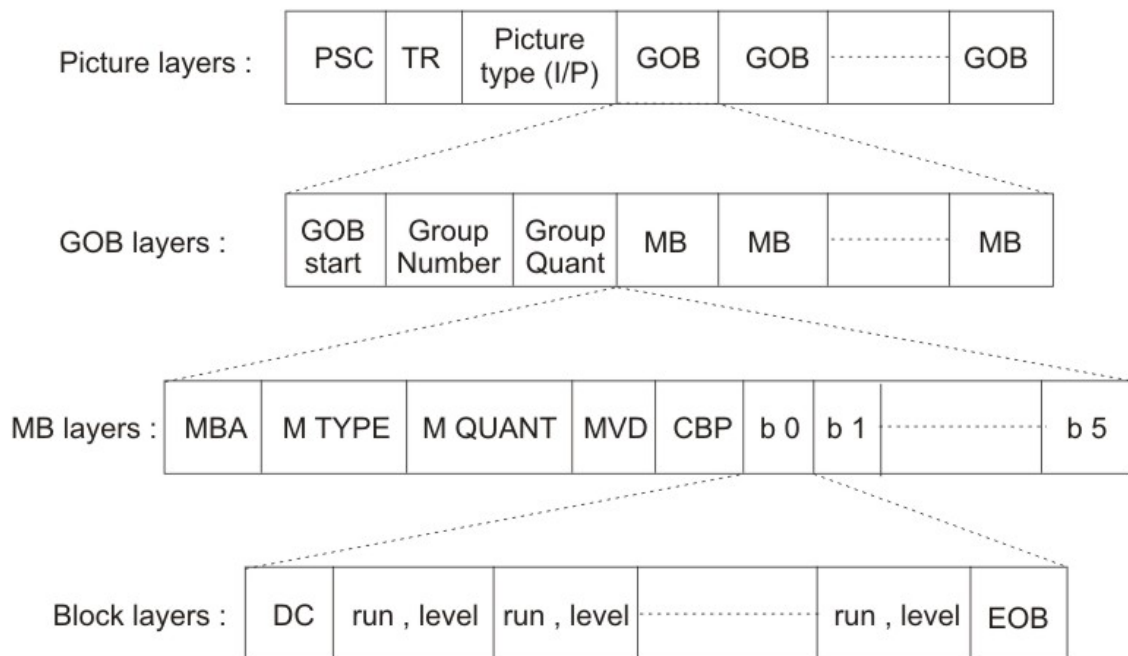 Picture layers : PSC TR Picture type (I/P) GOB GOB GOB
GOB layers : GOB start Group Number Group Quant MB MB MB
MB layers : MBA M TYPE M QUANT MVD CBP b 0 b 1 b 5
Block layers : DC run , level run , level run , level EOB